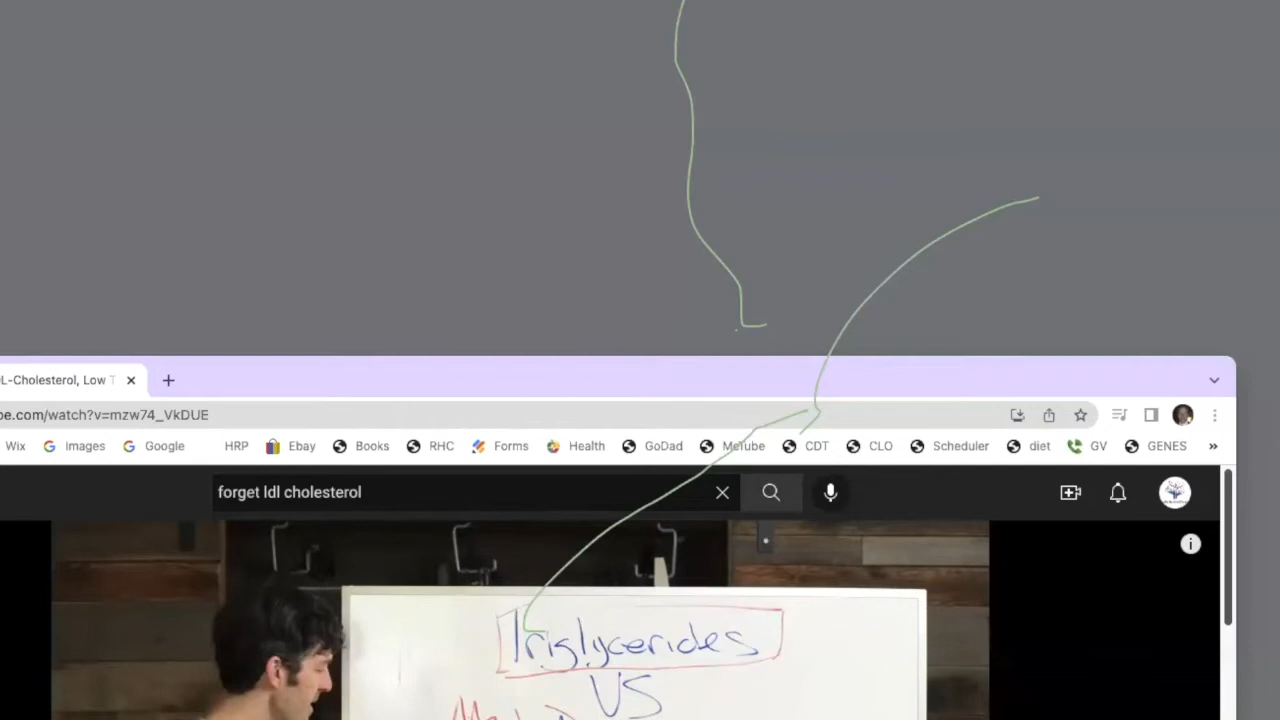 L-Cholesterol, Low T
be.com/watch?v=mzw74_VkDUE
Wix Images Google HRP Ebay Books RHC Forms Health GoDad MeTube CDT CLO Scheduler diet GV GENES »
forget ldl cholesterol
Triglycerides
VS